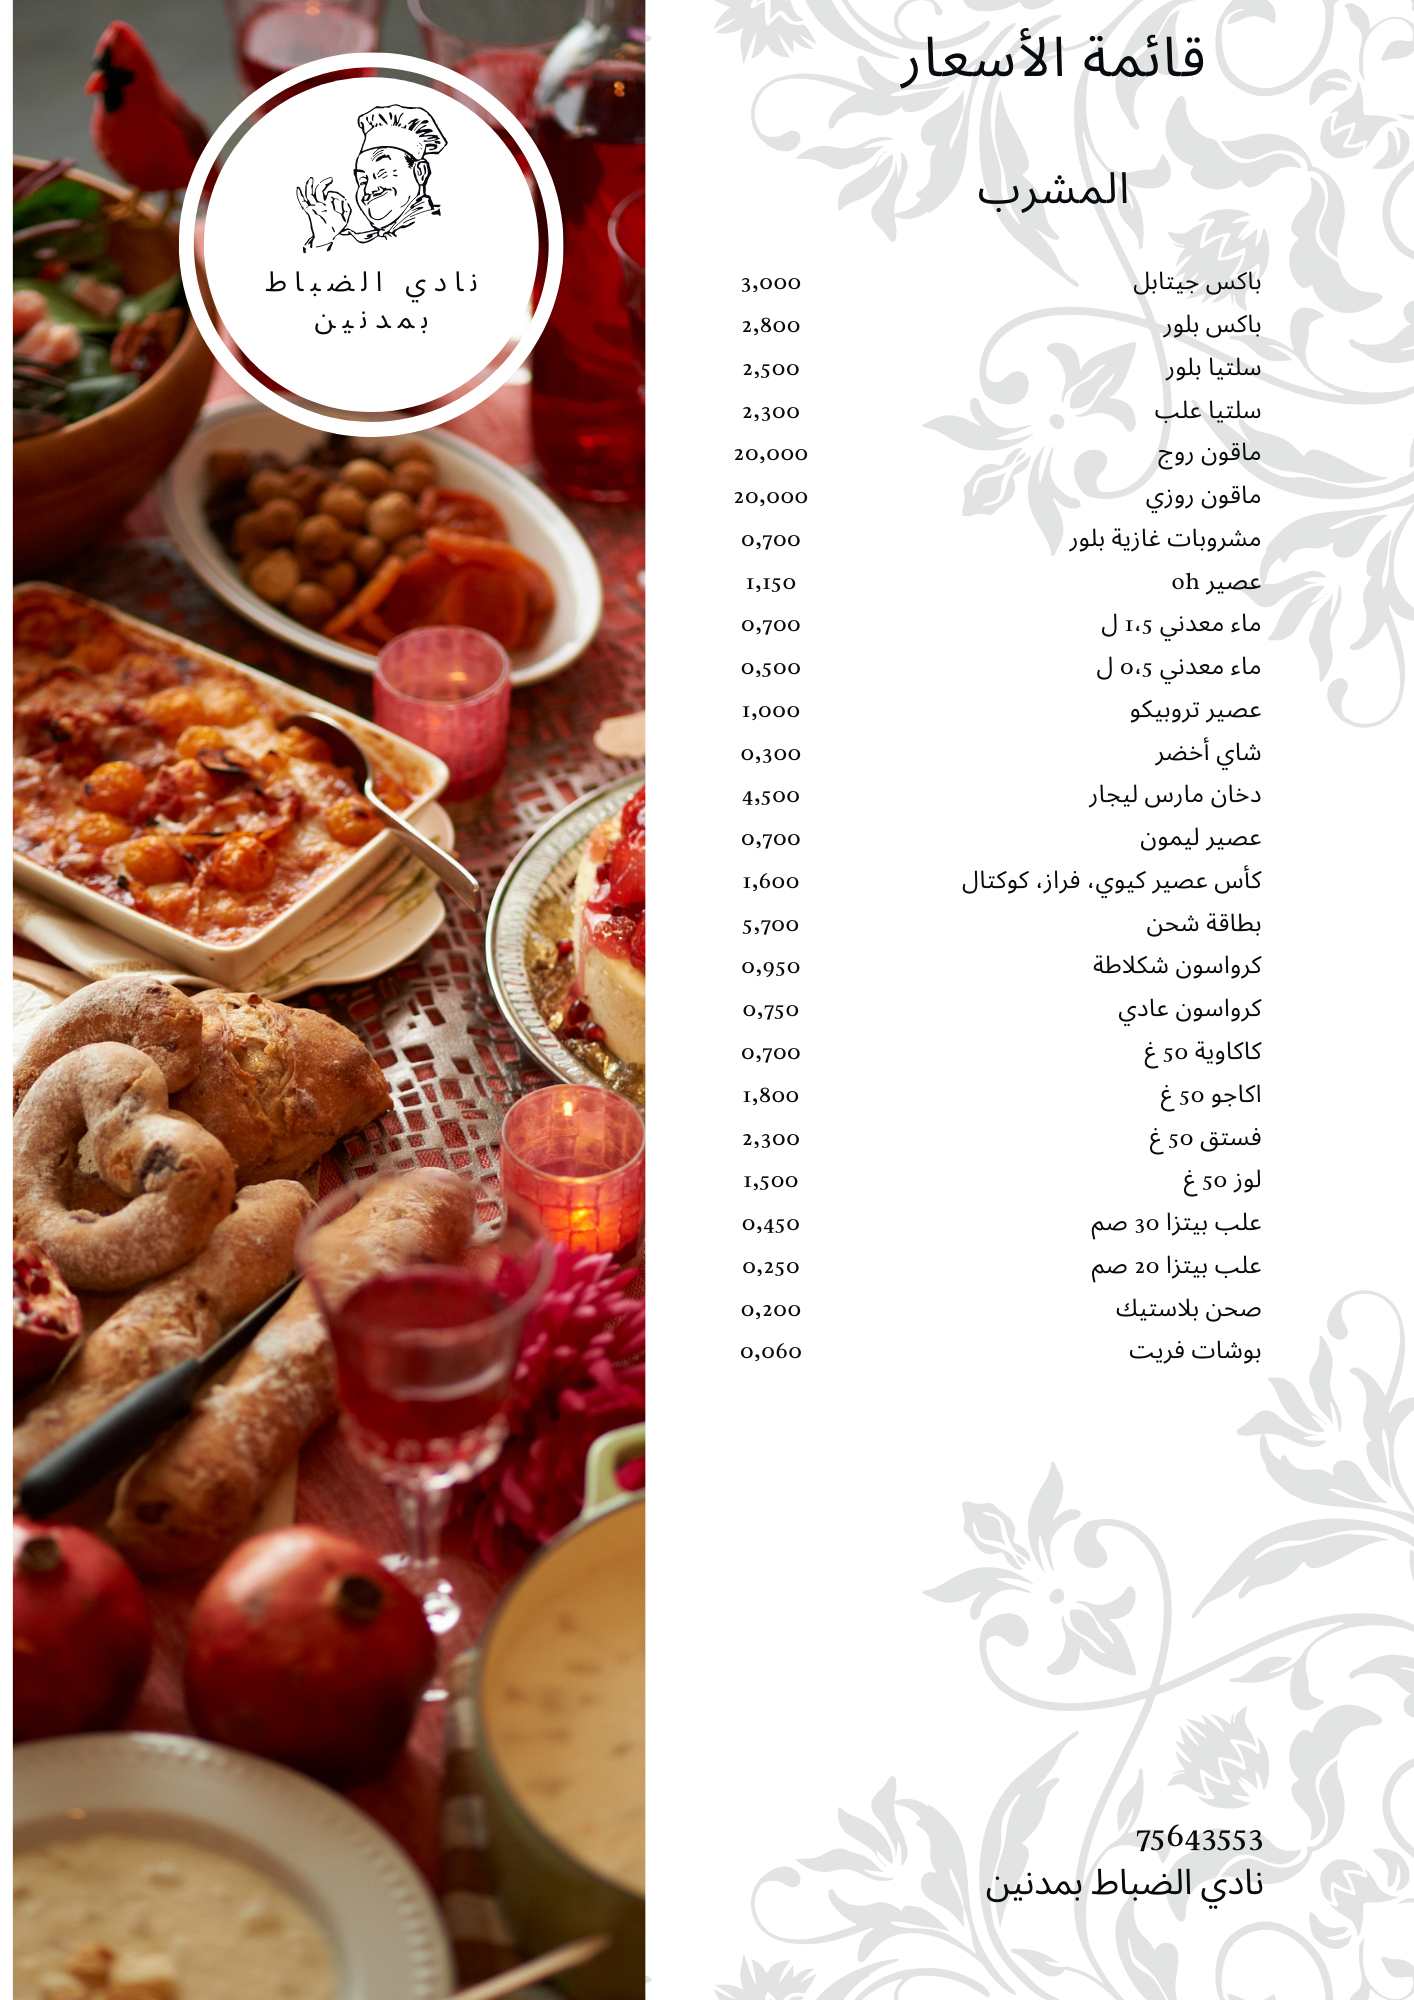 نادي الضباط
بمدنين
قائمة الأسعار
المشرب
باكس جيتابل 3,000
باكس بلور 2,800
سلتيا بلور 2,500
سلتيا علب 2,300
ماقون روج 20,000
ماقون روزي 20,000
مشروبات غازية بلور 0,700
عصير oh 1,150
ماء معدني 1،5 ل 0,700
ماء معدني 0،5 ل 0,500
عصير تروبيكو 1,000
شاي أخضر 0,300
دخان مارس ليجار 4,500
عصير ليمون 0,700
كأس عصير كيوي، فراز، كوكتال 1,600
بطاقة شحن 5,700
كرواسون شكلاطة 0,950
كرواسون عادي 0,750
كاكاوية 50 غ 0,700
اكاجو 50 غ 1,800
فستق 50 غ 2,300
لوز 50 غ 1,500
علب بيتزا 30 صم 0,450
علب بيتزا 20 صم 0,250
صحن بلاستيك 0,200
بوشات فريت 0,060
75643553
نادي الضباط بمدنين